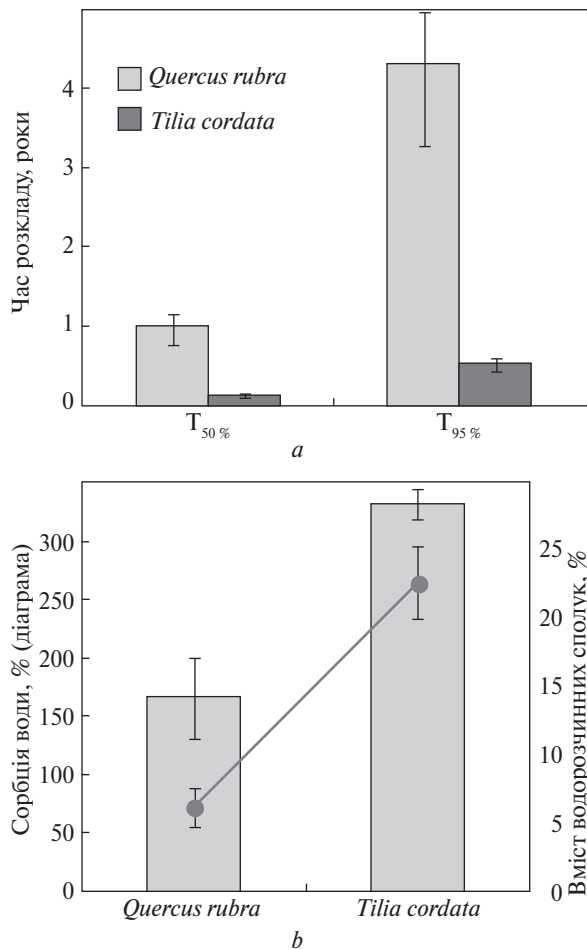 Час розкладу, роки
4
3
2
1
0
Quercus rubra
Tilia cordata
T50 %
T95 %
a
Сорбція води, % (діаграма)
300
250
200
150
100
50
0
25
20
15
10
5
0
Вміст водорозчинних сполук, %
Quercus rubra
Tilia cordata
b